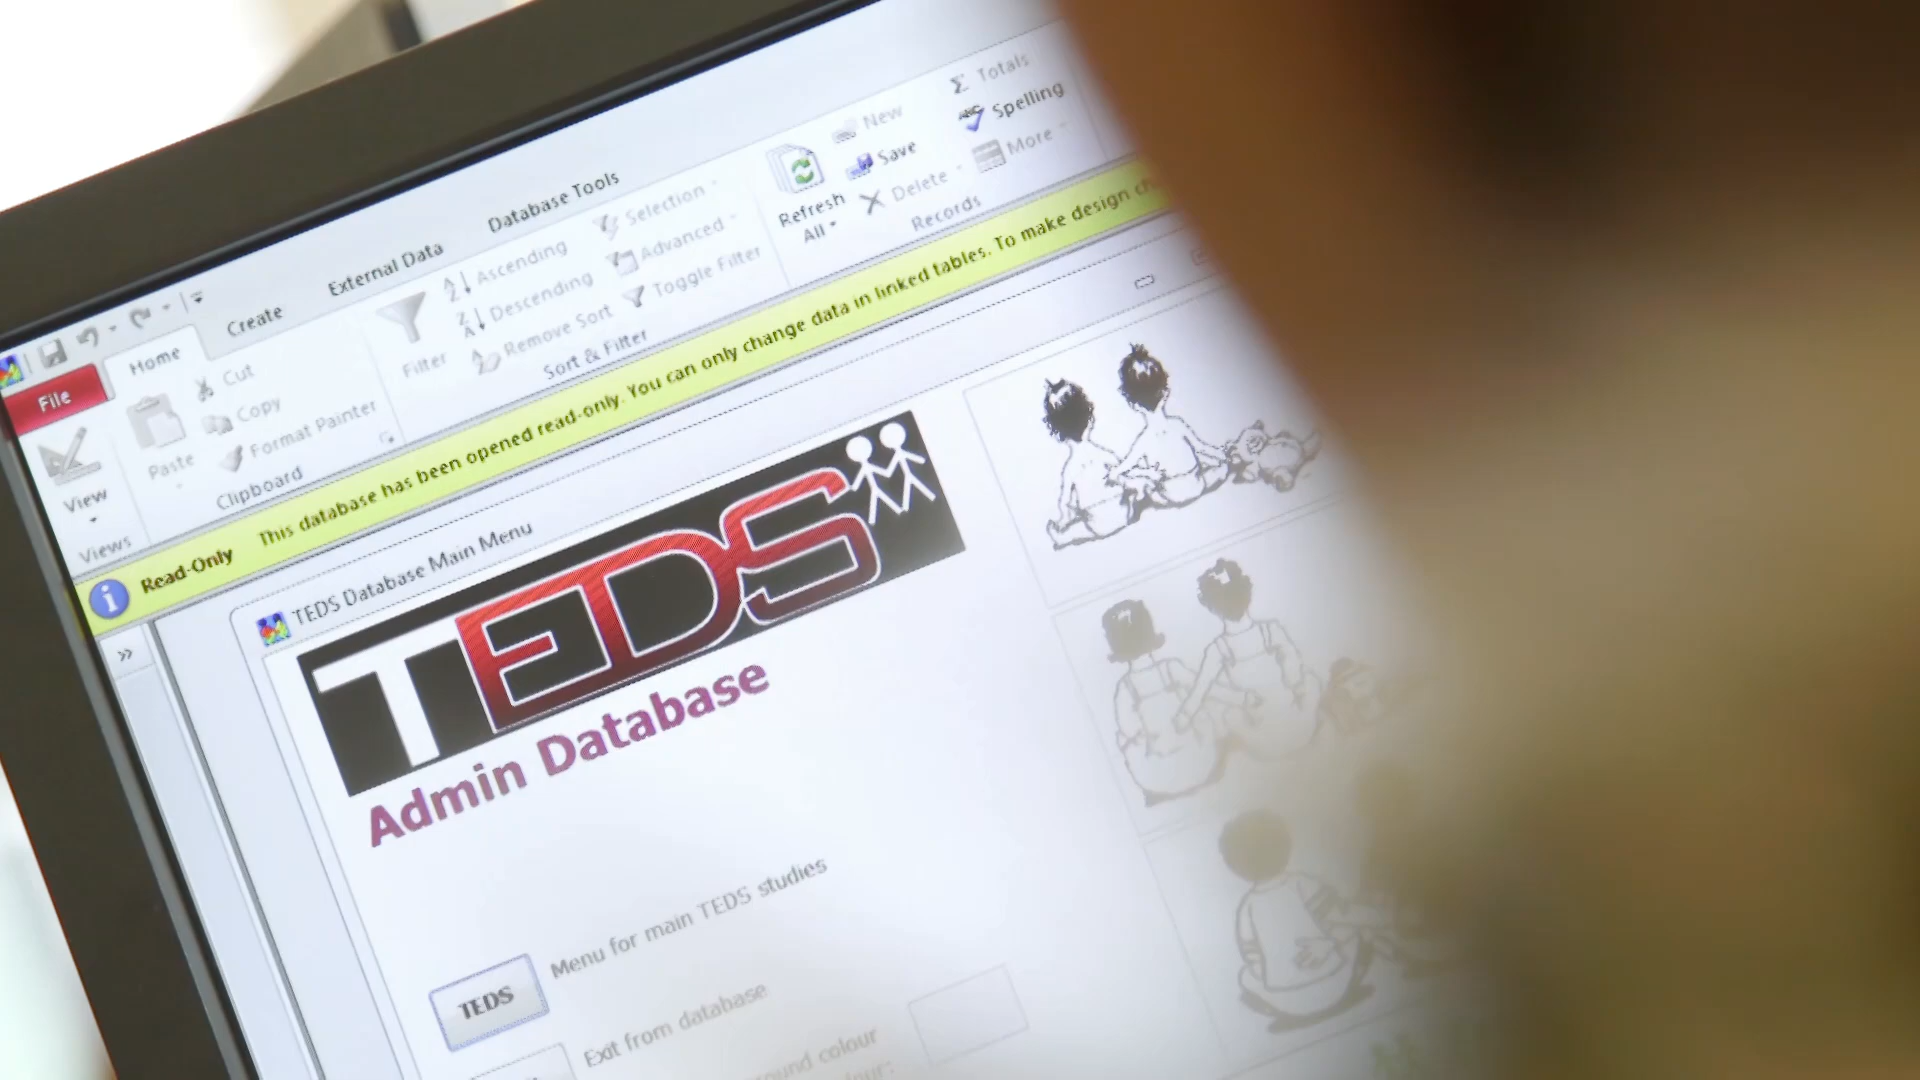 Home
Create
External Data
Database Tools
File
View
Views
Paste
Cut
Copy
Format Painter
Clipboard
Filter
Ascending
Descending
Remove Sort
Selection
Advanced
Toggle Filter
Sort & Filter
Refresh
All
New
Save
Delete
Records
Σ Totals
Spelling
More
Read-Only This database has been opened read-only. You can only change data in linked tables. To make design
TEDS Database Main Menu
TEDS
Admin Database
TEDS Menu for main TEDS studies
Exit from database
colour